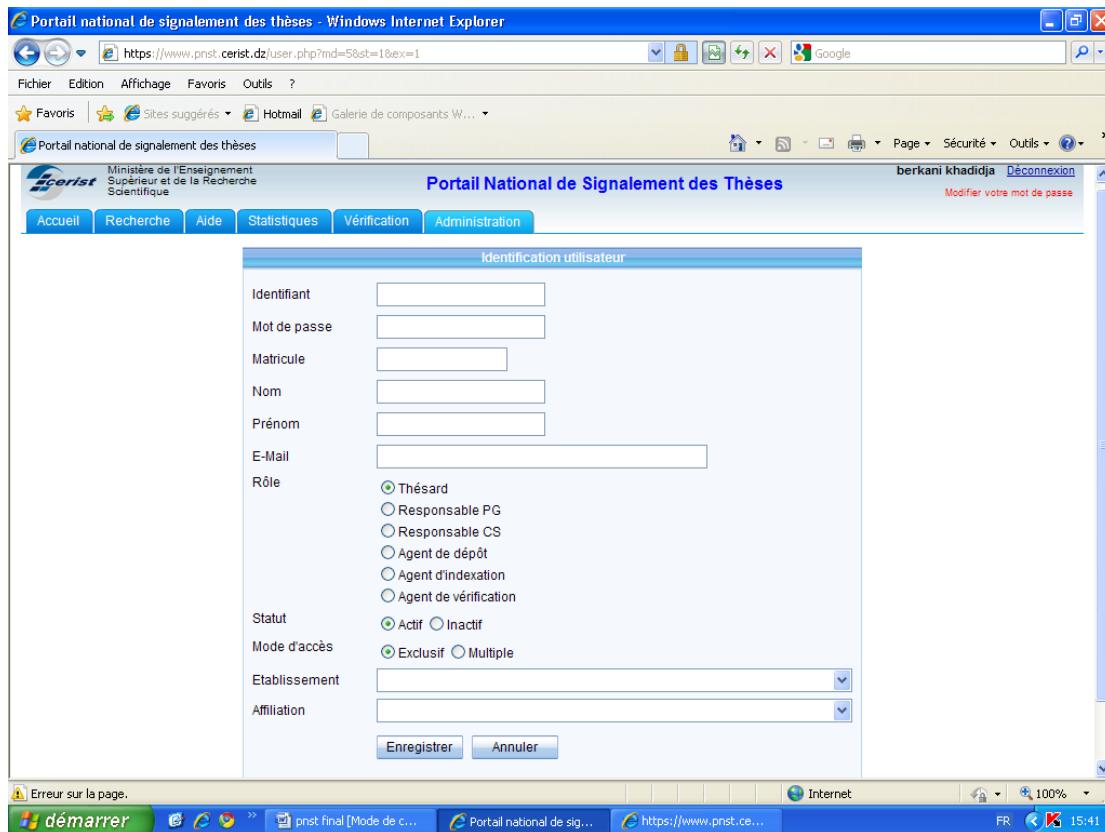 Portail national de signalement des thèses - Windows Internet Explorer
https://www.pnst.cerist.dz/user.php?md=5&st=1&ex=1
Google
Fichier Edition Affichage Favoris Outils ?
Favoris Sites suggérés Hotmail Galerie de composants W...
Portail national de signalement des thèses
Page Sécurité Outils
cerist
Ministère de l'Enseignement
Supérieur et de la Recherche
Scientifique
Portail National de Signalement des Thèses
berkani khadidja Déconnexion
Modifier votre mot de passe
Accueil Recherche Aide Statistiques Vérification Administration
Identification utilisateur
Identifiant
Mot de passe
Matricule
Nom
Prénom
E-Mail
Rôle
Thésard
Responsable PG
Responsable CS
Agent de dépôt
Agent d'indexation
Agent de vérification
Statut
Actif Inactif
Mode d'accès
Exclusif Multiple
Etablissement
Affiliation
Enregistrer Annuler
Erreur sur la page.
Internet
100%
démarrer
pnst final [Mode de c...
Portail national de sig...
https://www.pnst.ce...
FR
15:41